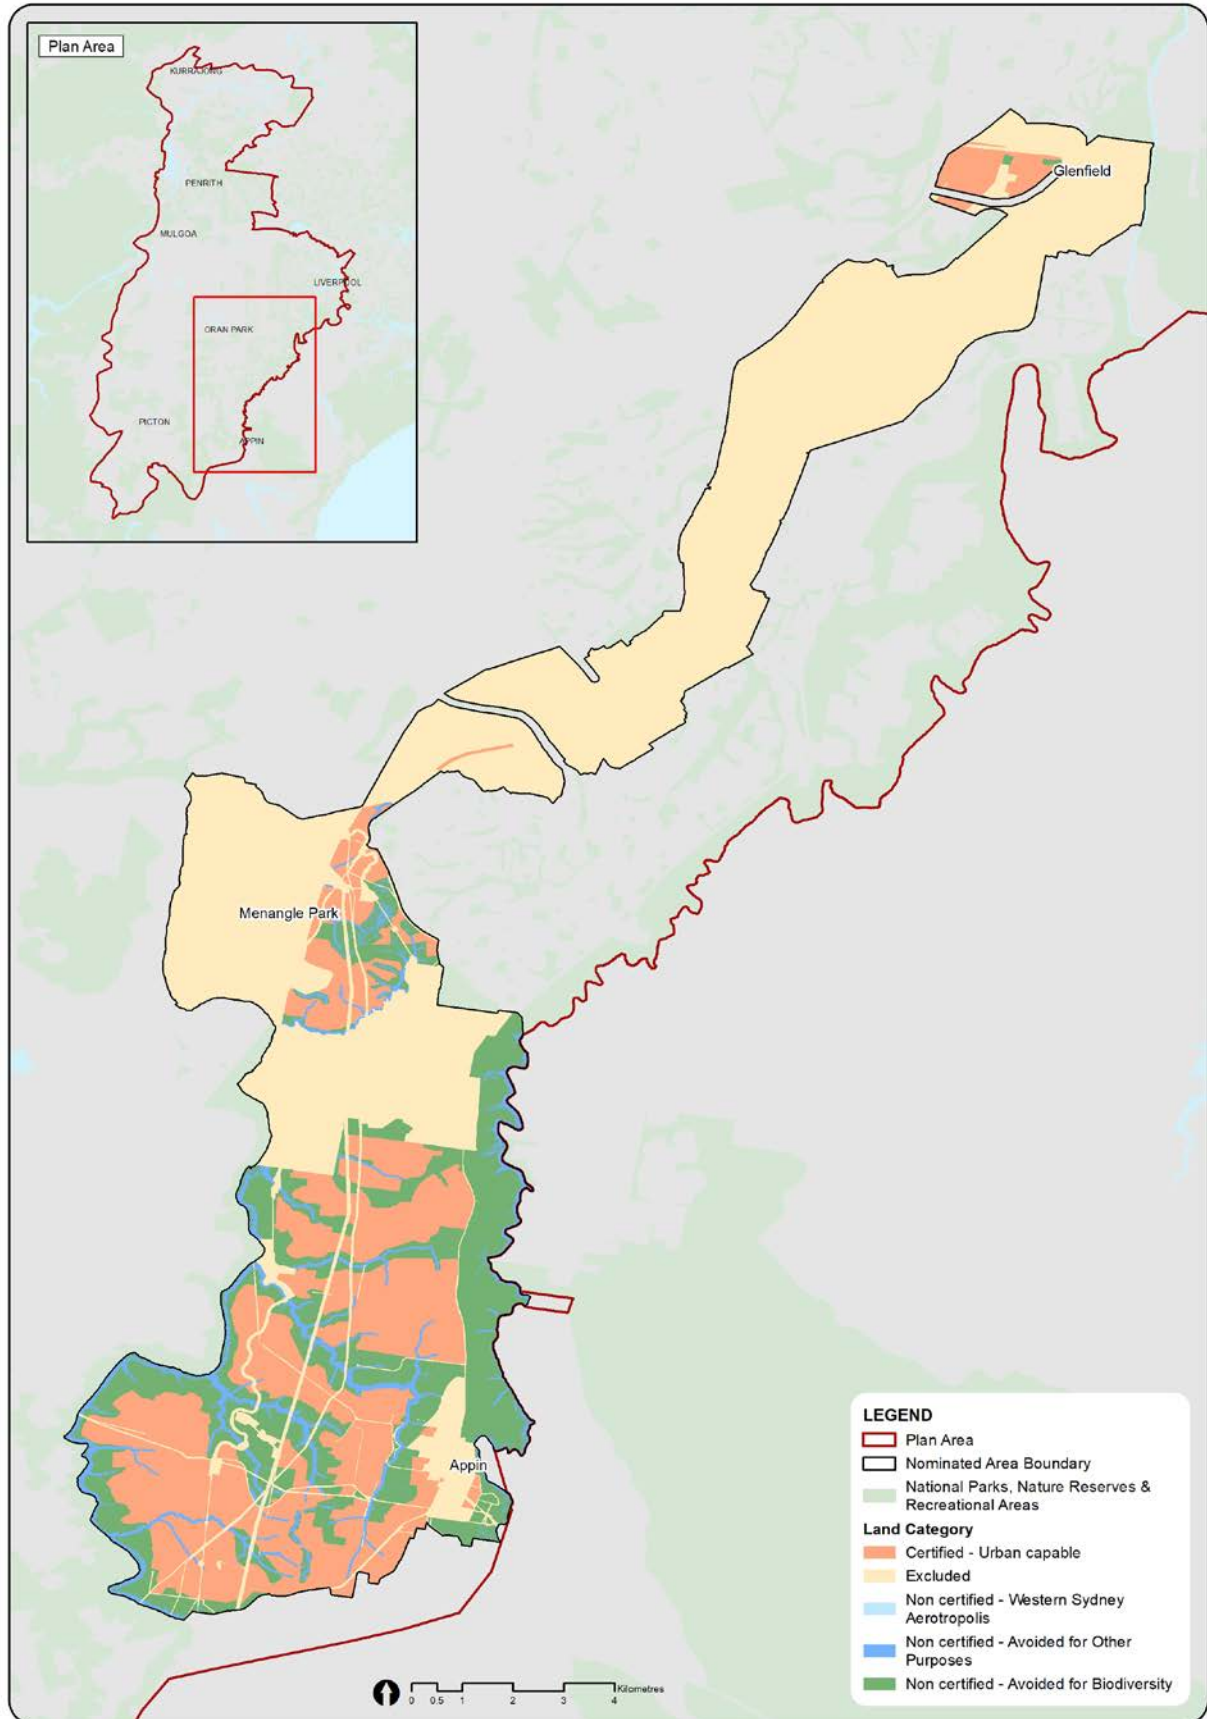 Plan Area
KURRAJONG
PENRITH
MULGOA
LIVERPOOL
ORAN PARK
PICTON
APPIN
Glenfield
Menangle Park
Appin
LEGEND
Plan Area
Nominated Area Boundary
National Parks, Nature Reserves &
Recreational Areas
Land Category
Certified - Urban capable
Excluded
Non certified - Western Sydney
Aerotropolis
Non certified - Avoided for Other
Purposes
Non certified - Avoided for Biodiversity
Kilometres
0 0.5 1 2 3 4